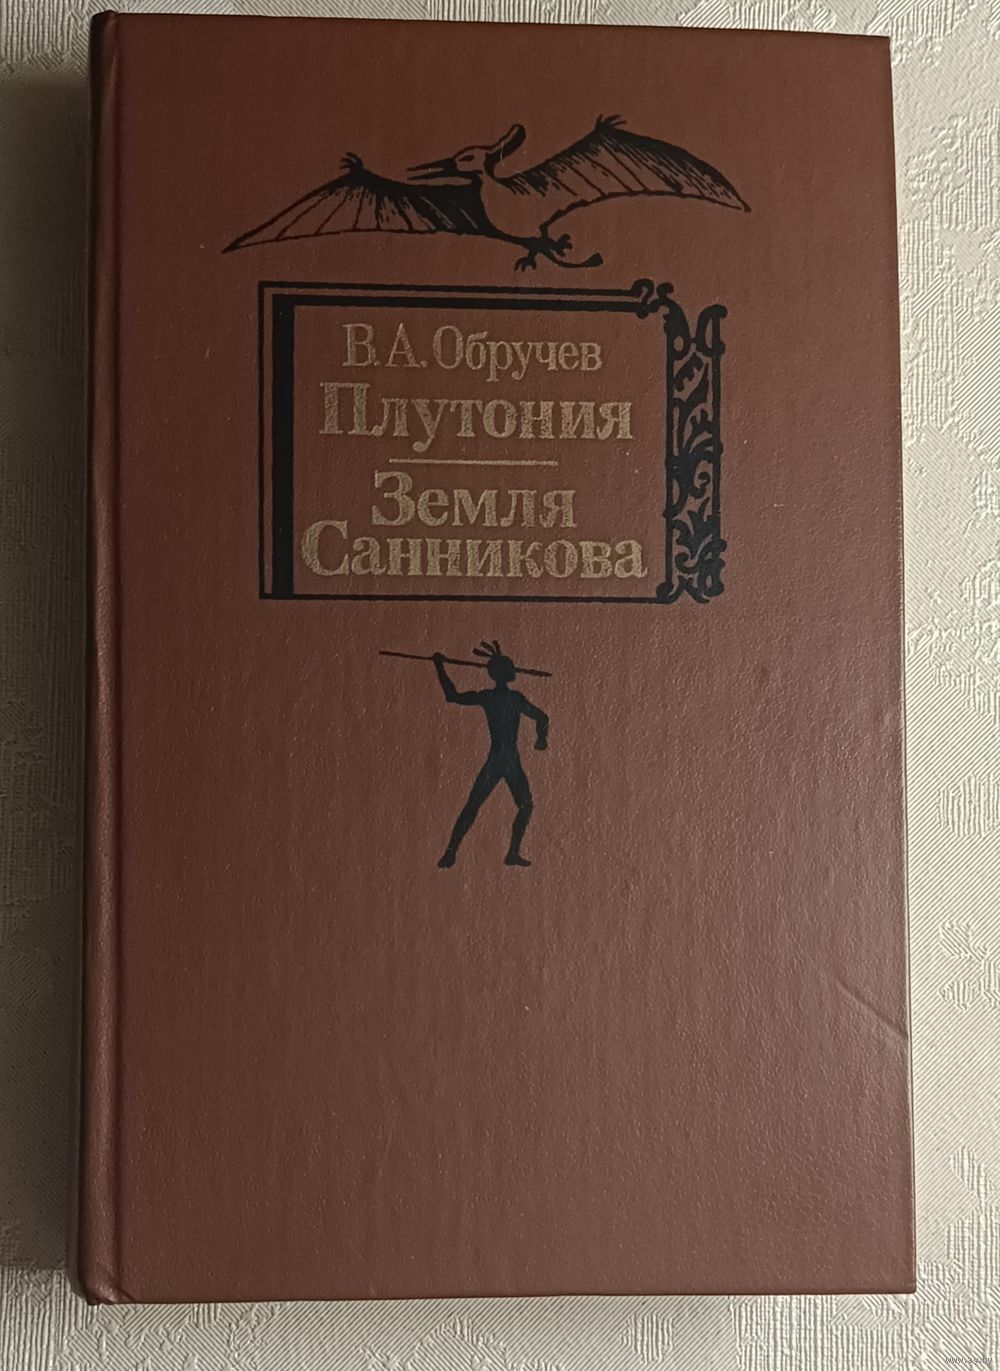 В. А. Обручев
Плутония
Земля
Санникова